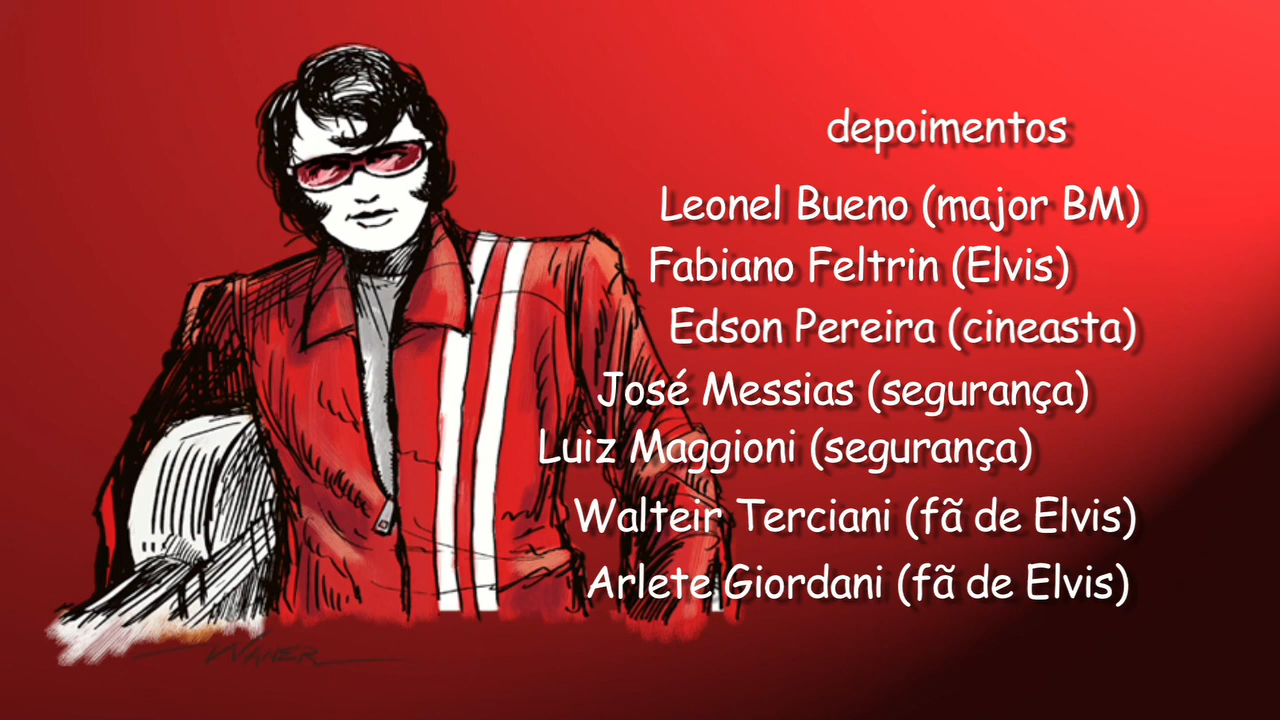 depoimentos
Leonel Bueno (major BM)
Fabiano Feltrin (Elvis)
Edson Pereira (cineasta)
José Messias (segurança)
Luiz Maggioni (segurança)
Walteir Terciani (fã de Elvis)
Arlete Giordani (fã de Elvis)
WANER